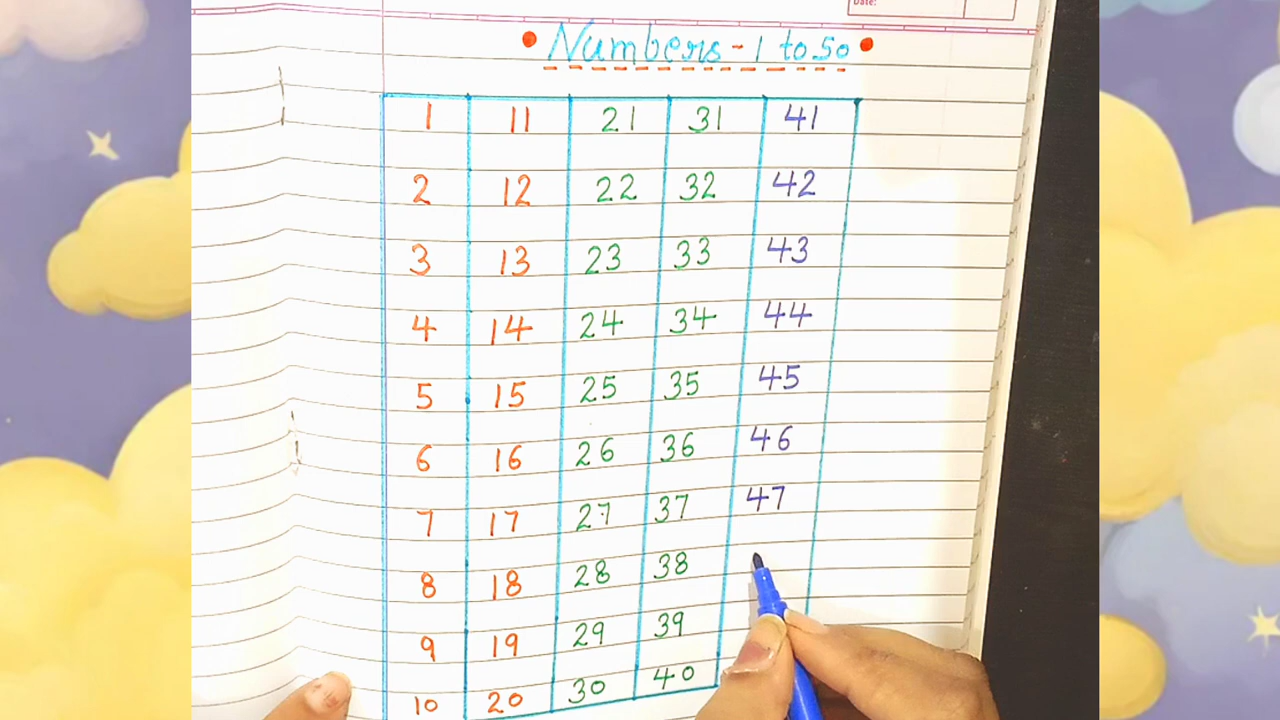 Date:
Numbers - 1 to 50
1 11 21 31 41
2 12 22 32 42
3 13 23 33 43
4 14 24 34 44
5 15 25 35 45
6 16 26 36 46
7 17 27 37 47
8 18 28 38
9 19 29 39
10 20 30 40